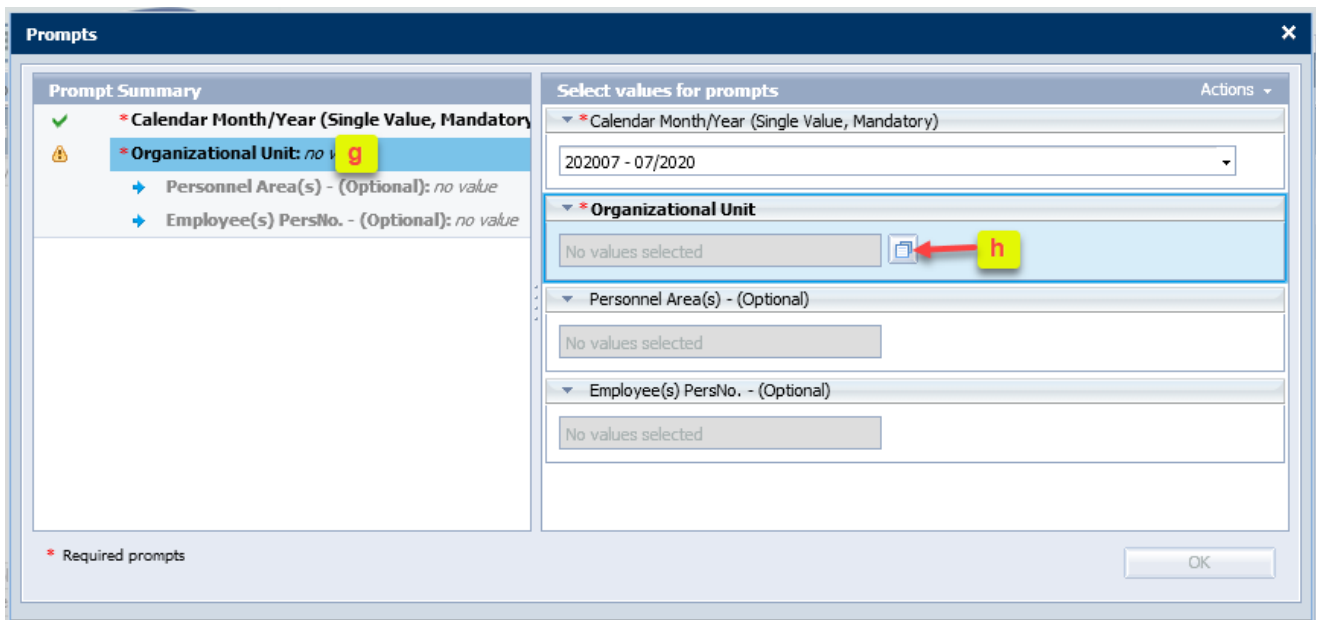 Prompts
Prompt Summary
* Calendar Month/Year (Single Value, Mandatory
* Organizational Unit: no v
g
Personnel Area(s) - (Optional): no value
Employee(s) PersNo. - (Optional): no value
Select values for prompts
Actions
* Calendar Month/Year (Single Value, Mandatory)
202007 - 07/2020
* Organizational Unit
No values selected
h
Personnel Area(s) - (Optional)
No values selected
Employee(s) PersNo. - (Optional)
No values selected
* Required prompts
OK